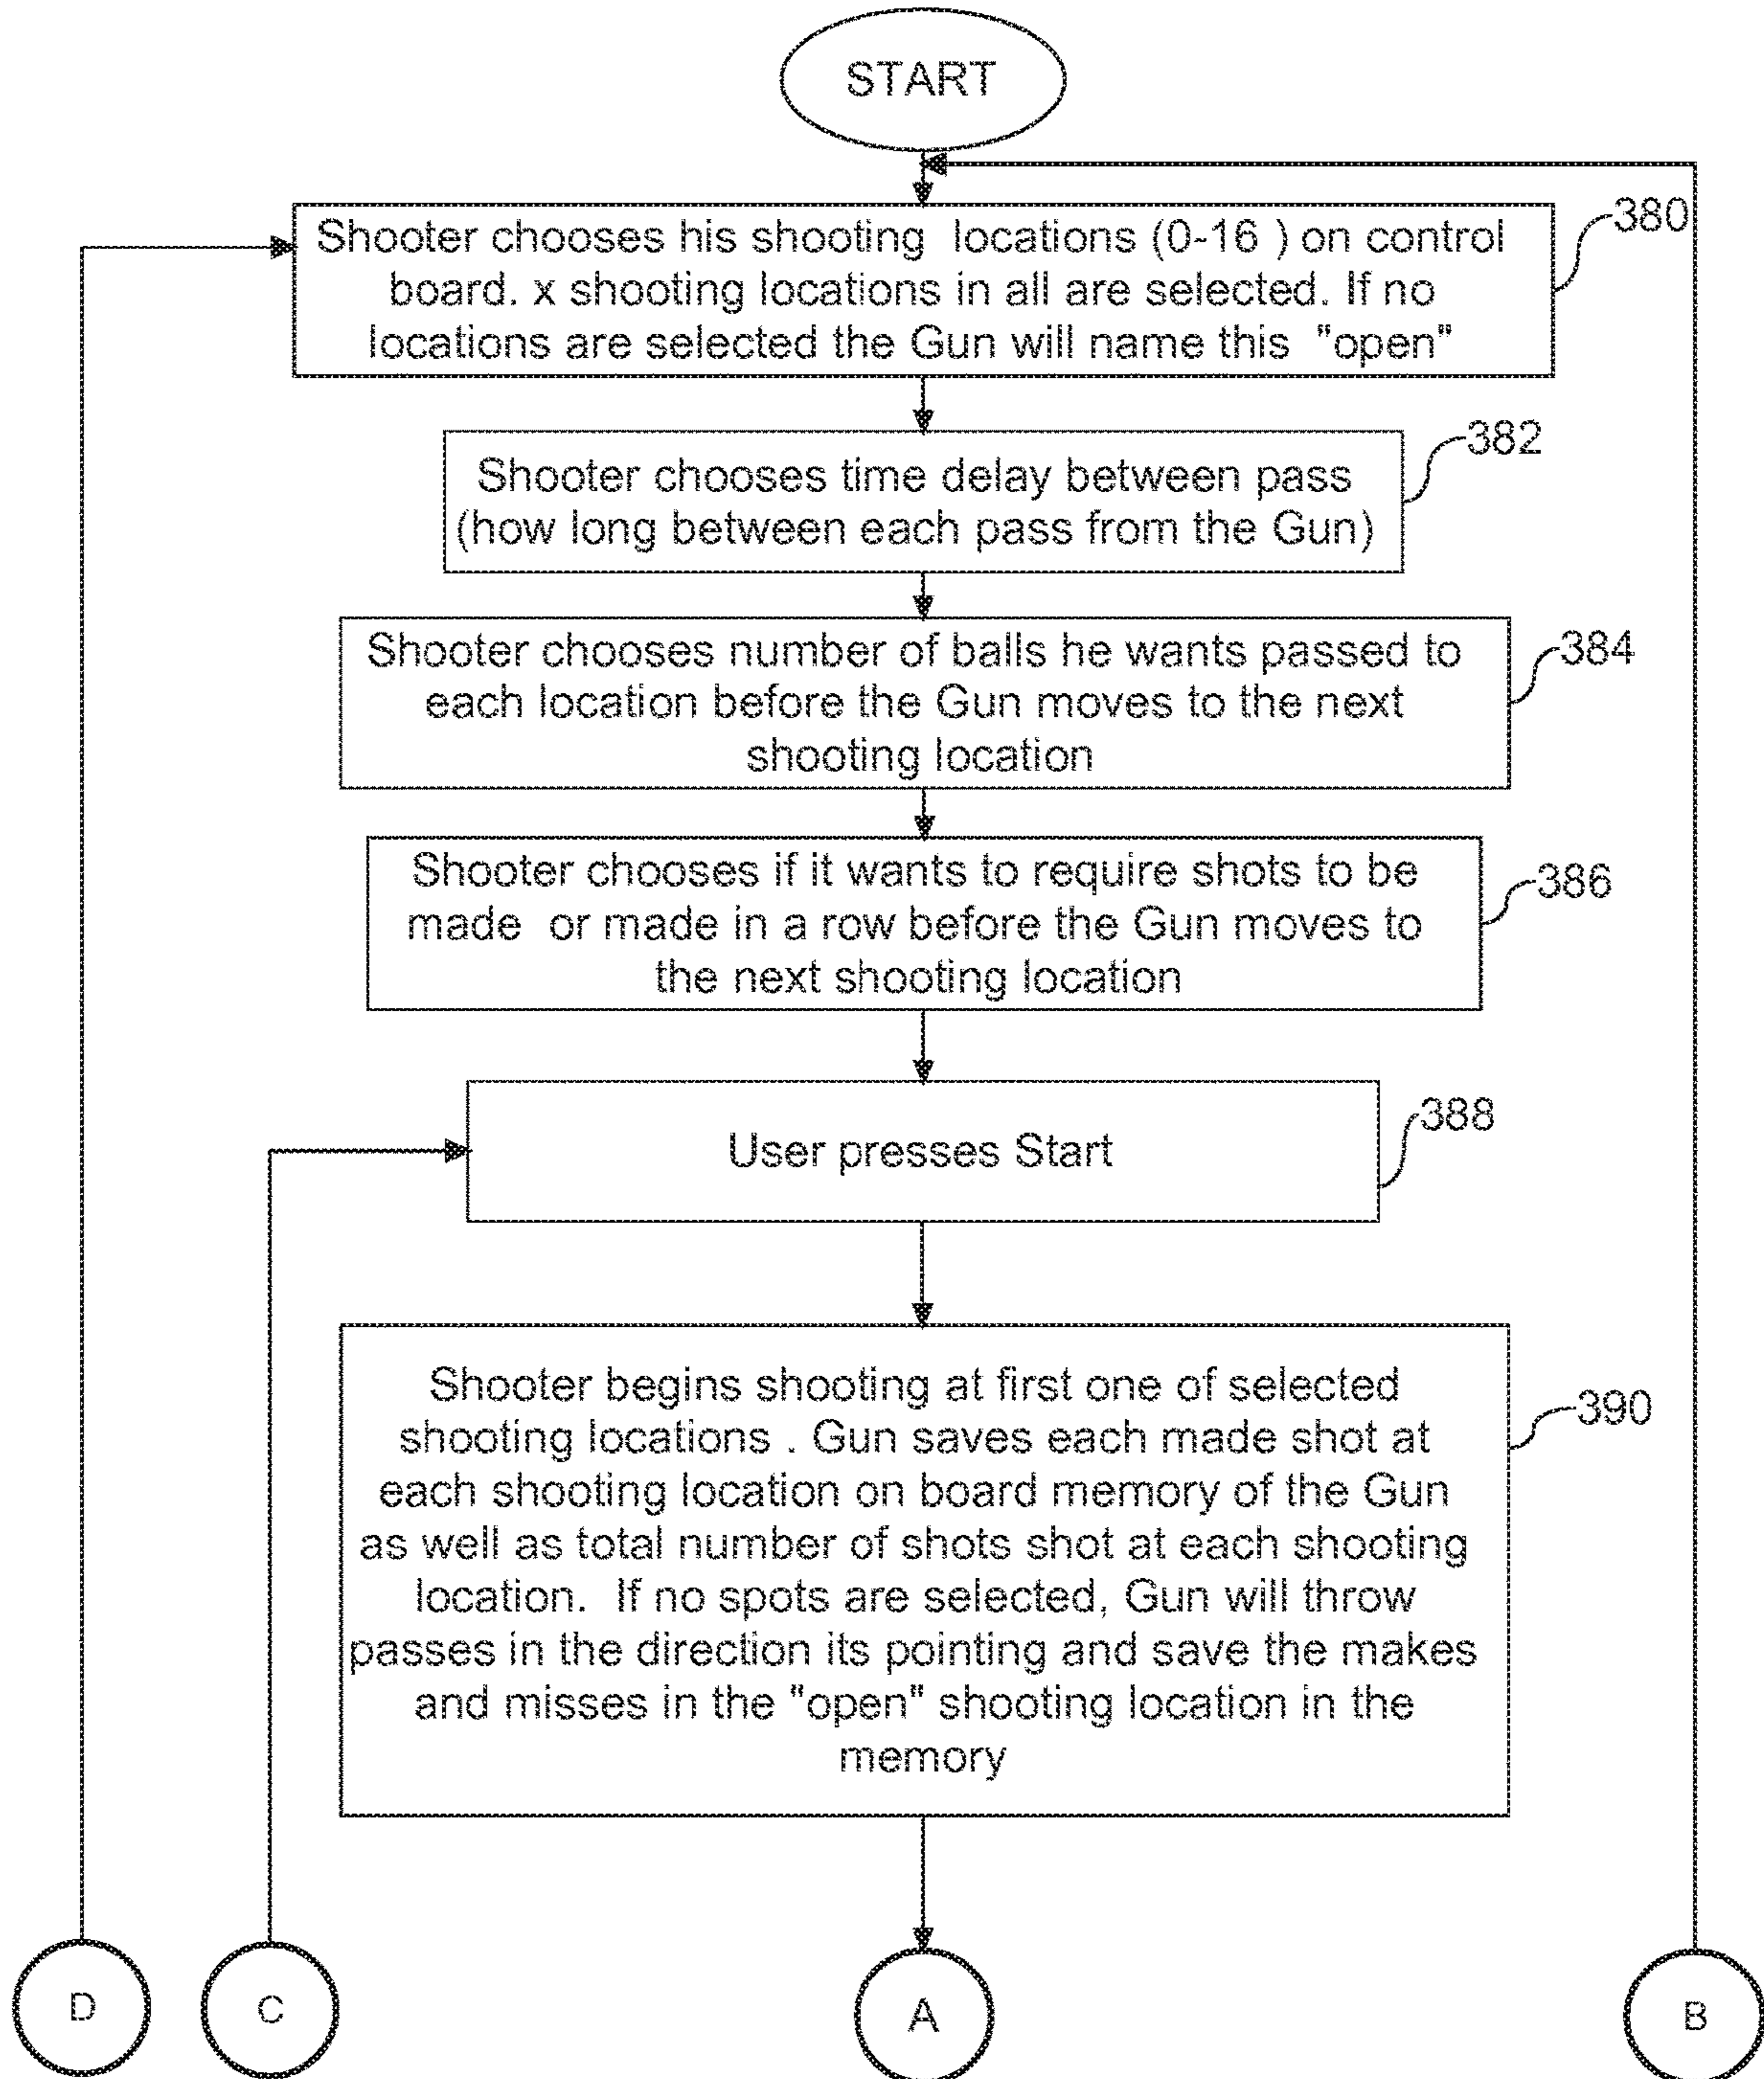 START
Shooter chooses his shooting locations (0-16 ) on control
board. x shooting locations in all are selected. If no
locations are selected the Gun will name this "open"
380
Shooter chooses time delay between pass
(how long between each pass from the Gun)
382
Shooter chooses number of balls he wants passed to
each location before the Gun moves to the next
shooting location
384
Shooter chooses if it wants to require shots to be
made or made in a row before the Gun moves to
the next shooting location
386
User presses Start
388
Shooter begins shooting at first one of selected
shooting locations . Gun saves each made shot at
each shooting location on board memory of the Gun
as well as total number of shots shot at each shooting
location. If no spots are selected, Gun will throw
passes in the direction its pointing and save the makes
and misses in the "open" shooting location in the
memory
390
D
C
A
B